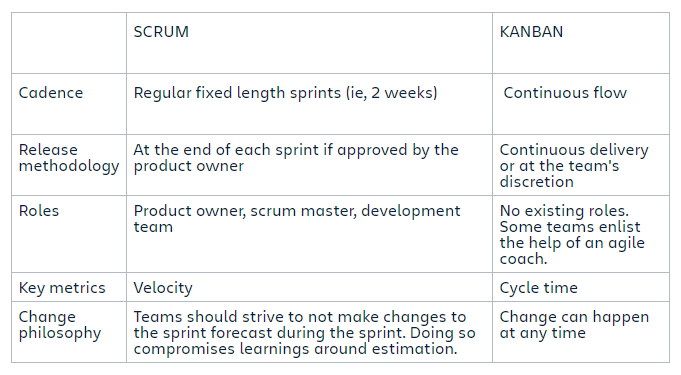 SCRUM KANBAN
Cadence Regular fixed length sprints (ie, 2 weeks) Continuous flow
Release
methodology
At the end of each sprint if approved by the
product owner
Continuous delivery
or at the team's
discretion
Roles
Product owner, scrum master, development
team
No existing roles.
Some teams enlist
the help of an agile
coach.
Key metrics Velocity Cycle time
Change
philosophy
Teams should strive to not make changes to
the sprint forecast during the sprint. Doing so
compromises learnings around estimation.
Change can happen
at any time